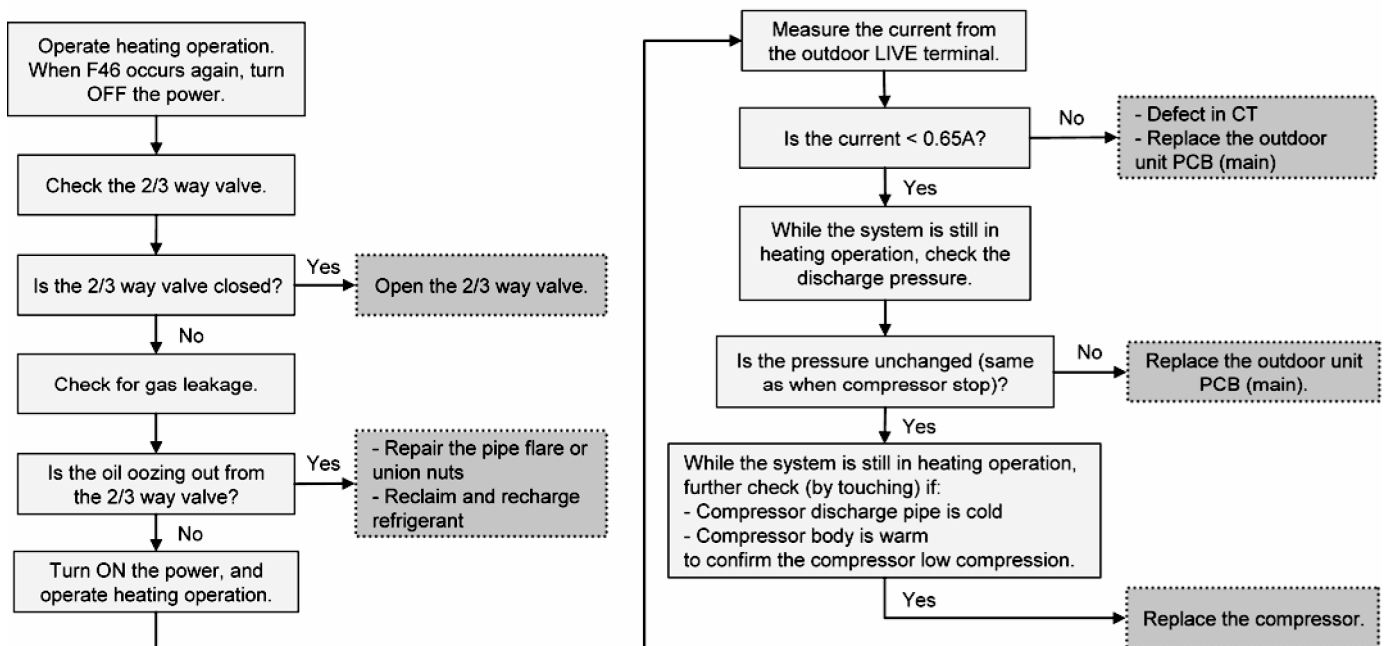 Operate heating operation.
When F46 occurs again, turn
OFF the power.
Check the 2/3 way valve.
Is the 2/3 way valve closed?
Yes
Open the 2/3 way valve.
No
Check for gas leakage.
Is the oil oozing out from
the 2/3 way valve?
Yes
- Repair the pipe flare or
union nuts
- Reclaim and recharge
refrigerant
No
Turn ON the power, and
operate heating operation.
Measure the current from
the outdoor LIVE terminal.
Is the current < 0.65A?
No
- Defect in CT
- Replace the outdoor
unit PCB (main)
Yes
While the system is still in
heating operation, check the
discharge pressure.
Is the pressure unchanged (same
as when compressor stop)?
No
Replace the outdoor unit
PCB (main).
Yes
While the system is still in heating operation,
further check (by touching) if:
- Compressor discharge pipe is cold
- Compressor body is warm
to confirm the compressor low compression.
Yes
Replace the compressor.